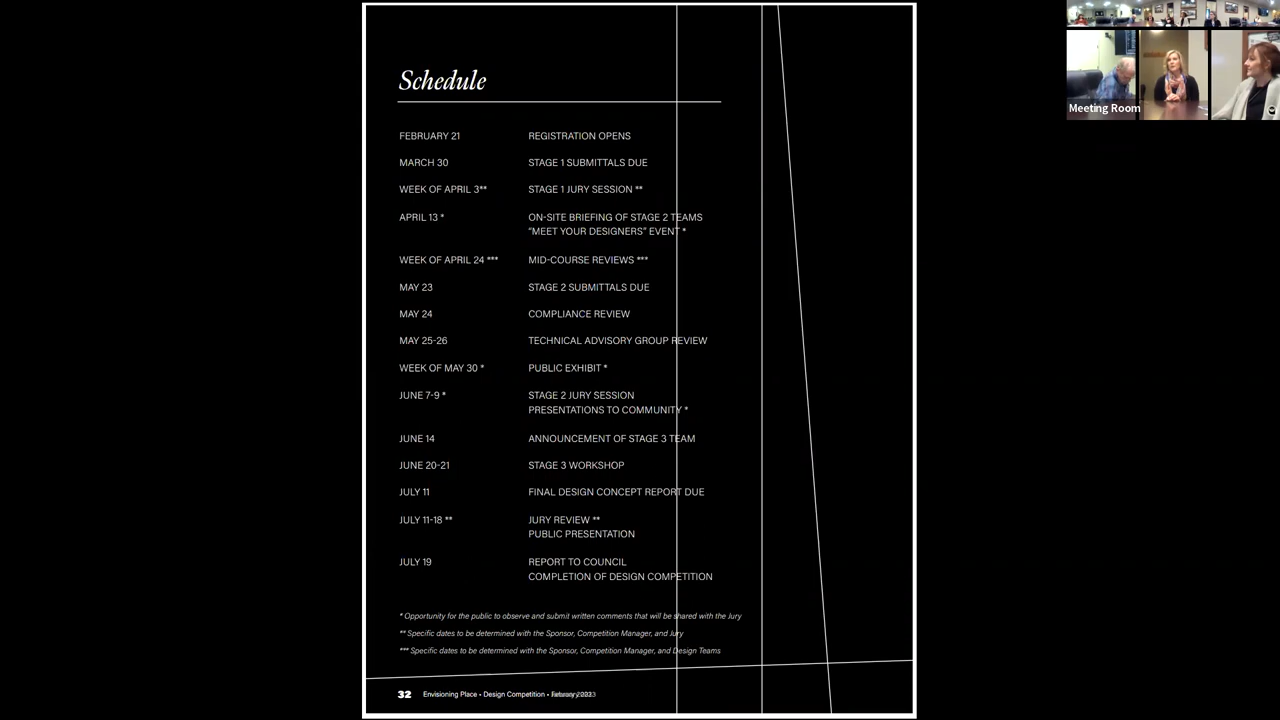 Schedule
FEBRUARY 21 REGISTRATION OPENS
MARCH 30 STAGE 1 SUBMITTALS DUE
WEEK OF APRIL 3** STAGE 1 JURY SESSION **
APRIL 13 * ON-SITE BRIEFING OF STAGE 2 TEAMS
“MEET YOUR DESIGNERS” EVENT *
WEEK OF APRIL 24 *** MID-COURSE REVIEWS ***
MAY 23 STAGE 2 SUBMITTALS DUE
MAY 24 COMPLIANCE REVIEW
MAY 25-26 TECHNICAL ADVISORY GROUP REVIEW
WEEK OF MAY 30 * PUBLIC EXHIBIT *
JUNE 7-9 * STAGE 2 JURY SESSION
PRESENTATIONS TO COMMUNITY *
JUNE 14 ANNOUNCEMENT OF STAGE 3 TEAM
JUNE 20-21 STAGE 3 WORKSHOP
JULY 11 FINAL DESIGN CONCEPT REPORT DUE
JULY 11-18 ** JURY REVIEW **
PUBLIC PRESENTATION
JULY 19 REPORT TO COUNCIL
COMPLETION OF DESIGN COMPETITION
* Opportunity for the public to observe and submit written comments that will be shared with the Jury
** Specific dates to be determined with the Sponsor, Competition Manager, and Jury
*** Specific dates to be determined with the Sponsor, Competition Manager, and Design Teams
32 Envisioning Place • Design Competition •
Meeting Room